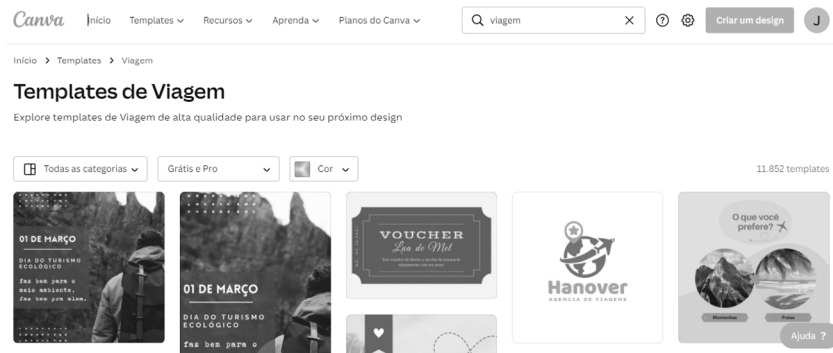 Canva
Início
Templates
Recursos
Aprenda
Planos do Canva
viagem
Criar um design
J
Início > Templates > Viagem
Templates de Viagem
Explore templates de Viagem de alta qualidade para usar no seu próximo design
Todas as categorias
Grátis e Pro
Cor
11.852 templates
01 DE MARÇO
DIA DO TURISMO
ECOLÓGICO
faz bem para o
meio ambiente,
faz bem pra alma.
01 DE MARÇO
DIA DO TURISMO
ECOLÓGICO
faz bem para o
VOUCHER
Lua de Mel
Hanover
AGÊNCIA DE VIAGENS
O que você
prefere?
Montanhas
Praias
Ajuda ?